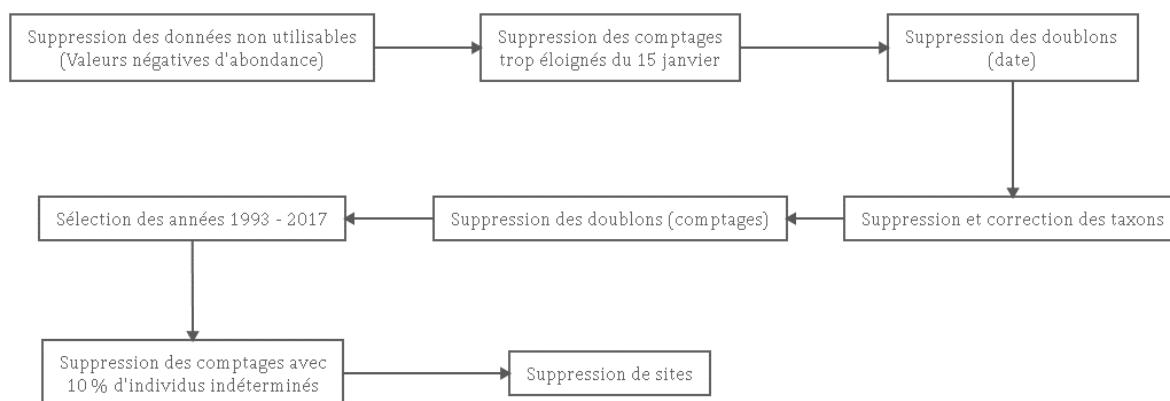 Suppression des données non utilisables
(Valeurs négatives d'abondance)
Suppression des comptages
trop éloignés du 15 janvier
Suppression des doublons
(date)
Suppression et correction des taxons
Suppression des doublons (comptages)
Sélection des années 1993 - 2017
Suppression des comptages avec
10 % d'individus indéterminés
Suppression de sites